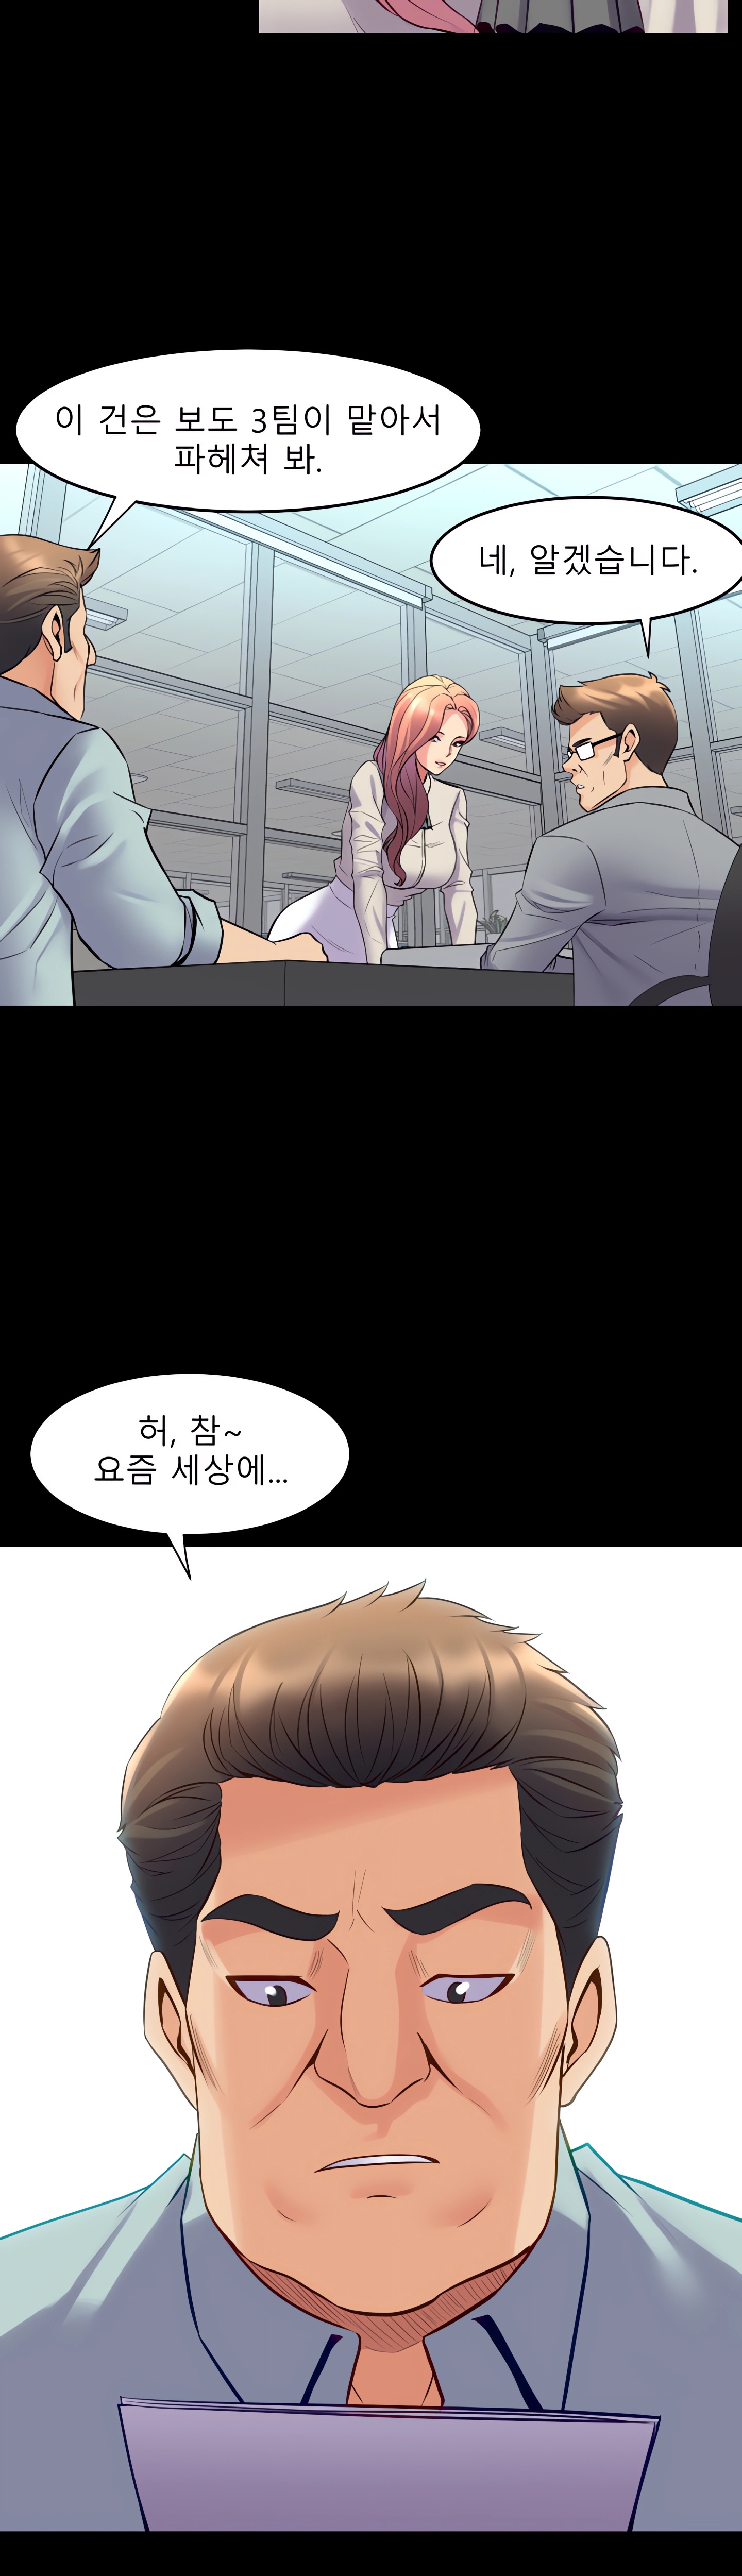 이 건은 보도 3팀이 맡아서
파헤쳐 봐.
네, 알겠습니다.
허, 참~
요즘 세상에...